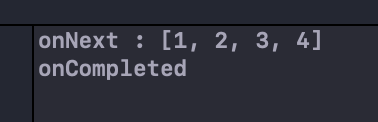 onNext : [1, 2, 3, 4]
onCompleted